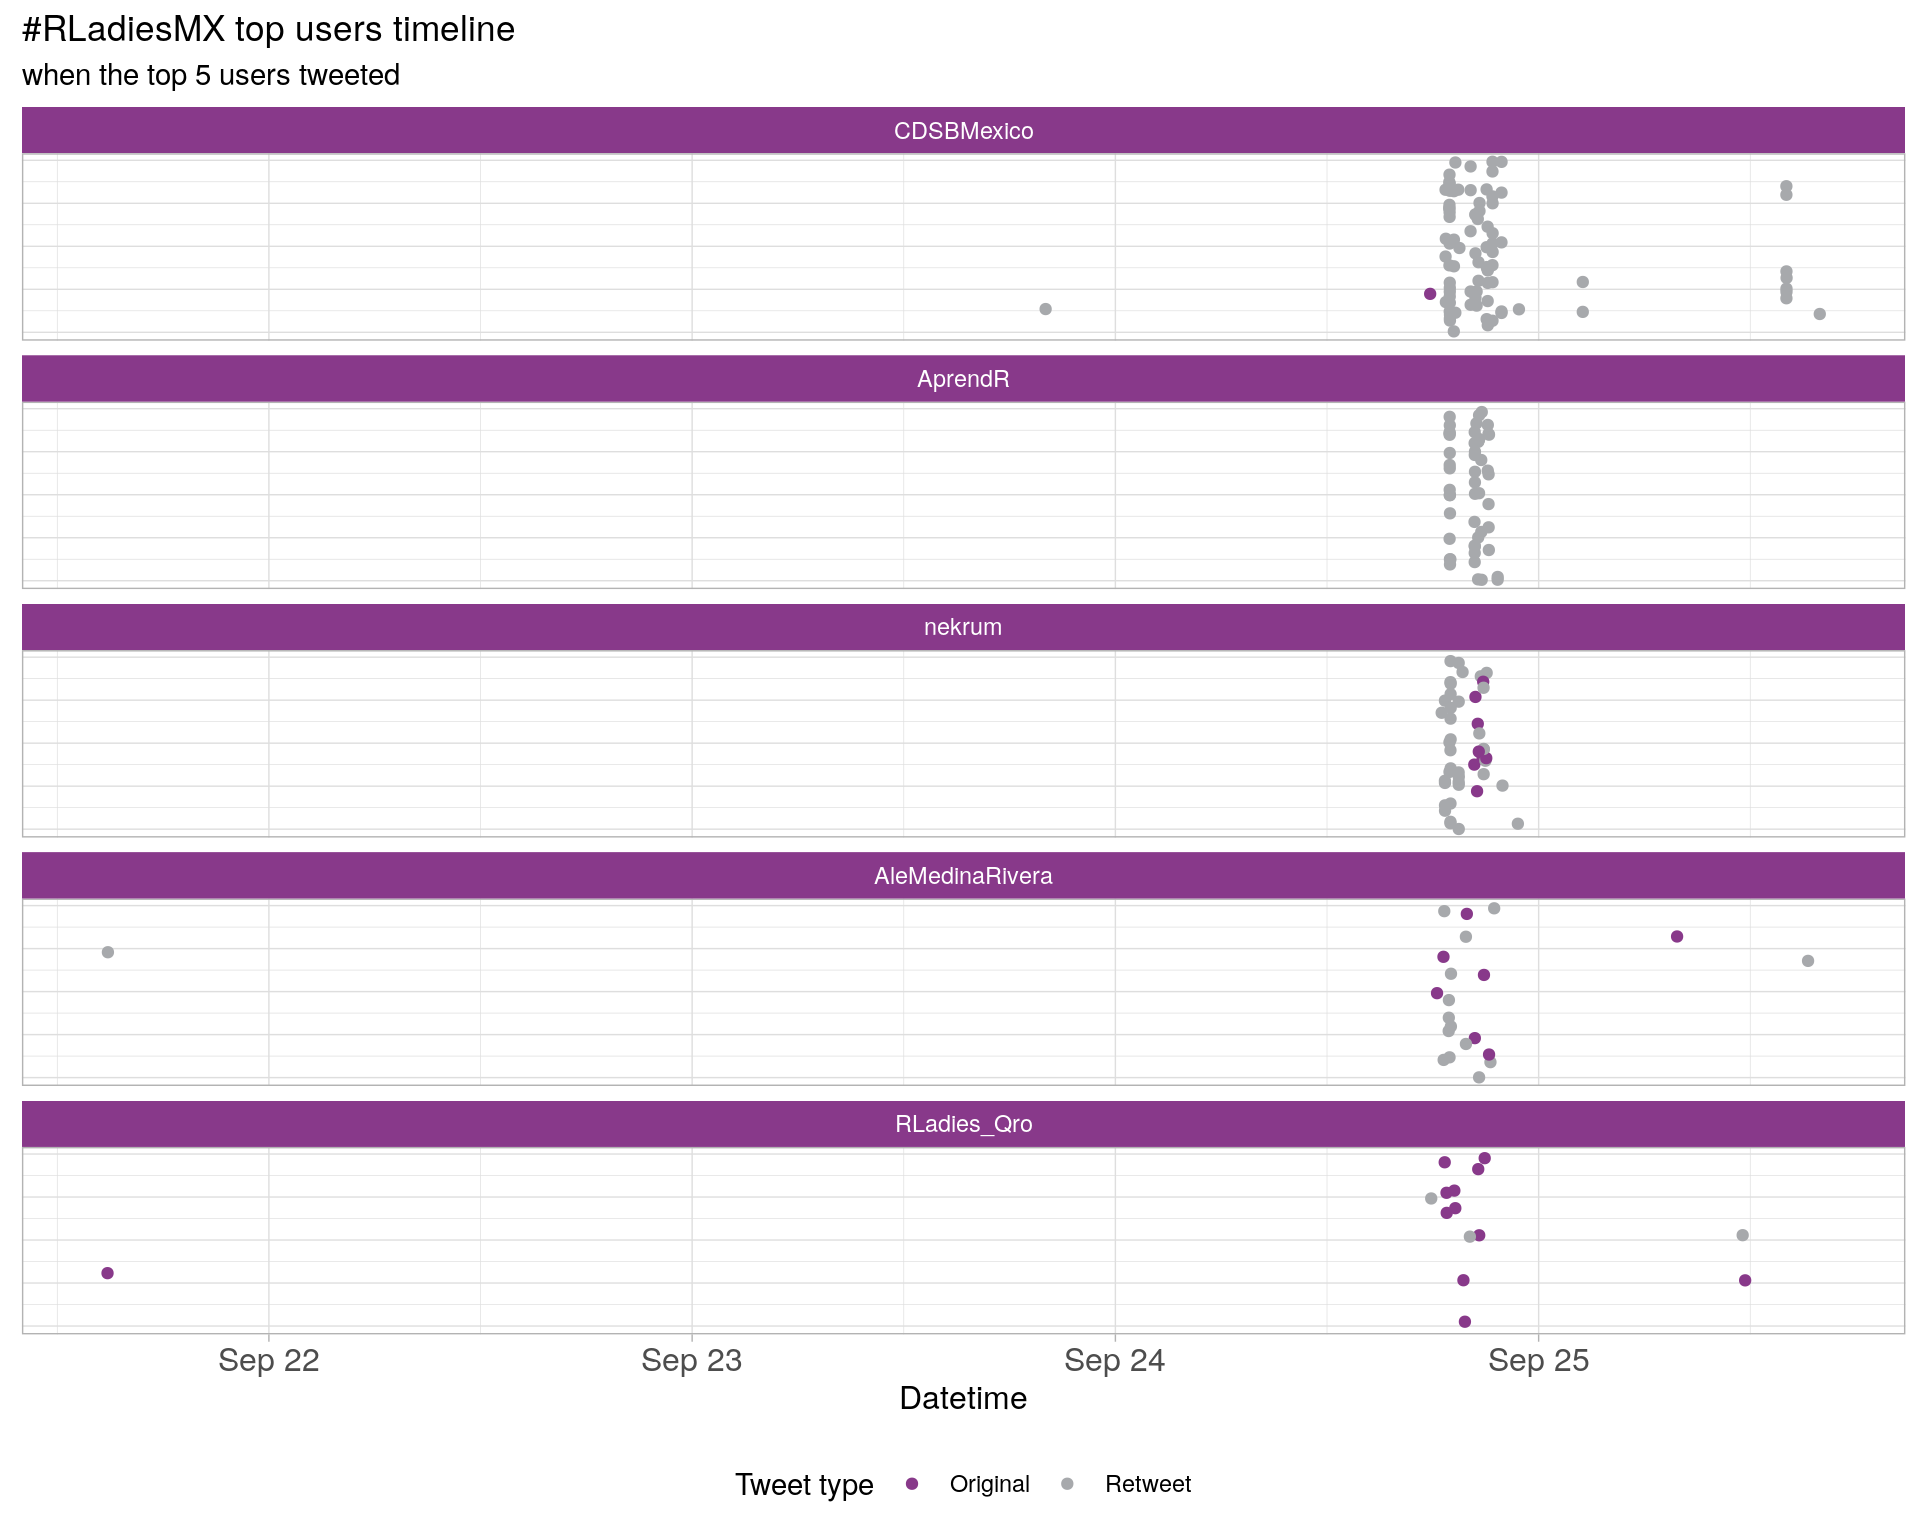 #RLadiesMX top users timeline
when the top 5 users tweeted
CDSBMexico
AprendR
nekrum
AleMedinaRivera
RLadies_Qro
Sep 22 Sep 23 Sep 24 Sep 25
Datetime
Tweet type Original Retweet